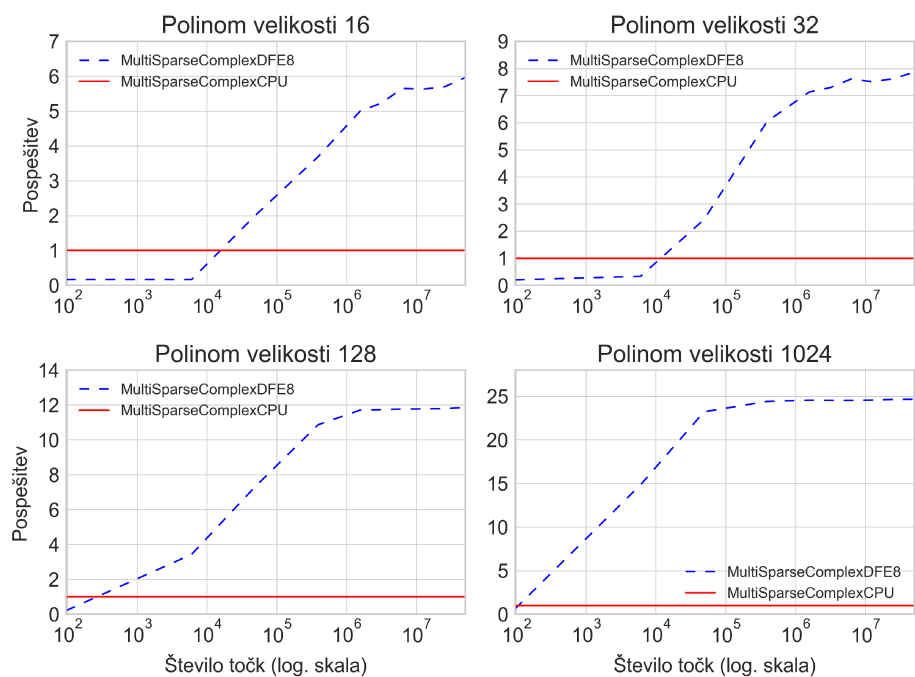 Polinom velikosti 16
Polinom velikosti 32
7
6
5
4
3
2
1
0
Pospešitev
MultiSparseComplexDFE8
MultiSparseComplexCPU
10^2 10^3 10^4 10^5 10^6 10^7
9
8
7
6
5
4
3
2
1
0
MultiSparseComplexDFE8
MultiSparseComplexCPU
10^2 10^3 10^4 10^5 10^6 10^7
Polinom velikosti 128
Polinom velikosti 1024
14
12
10
8
6
4
2
0
Pospešitev
MultiSparseComplexDFE8
MultiSparseComplexCPU
10^2 10^3 10^4 10^5 10^6 10^7
Število točk (log. skala)
25
20
15
10
5
0
MultiSparseComplexDFE8
MultiSparseComplexCPU
10^2 10^3 10^4 10^5 10^6 10^7
Število točk (log. skala)